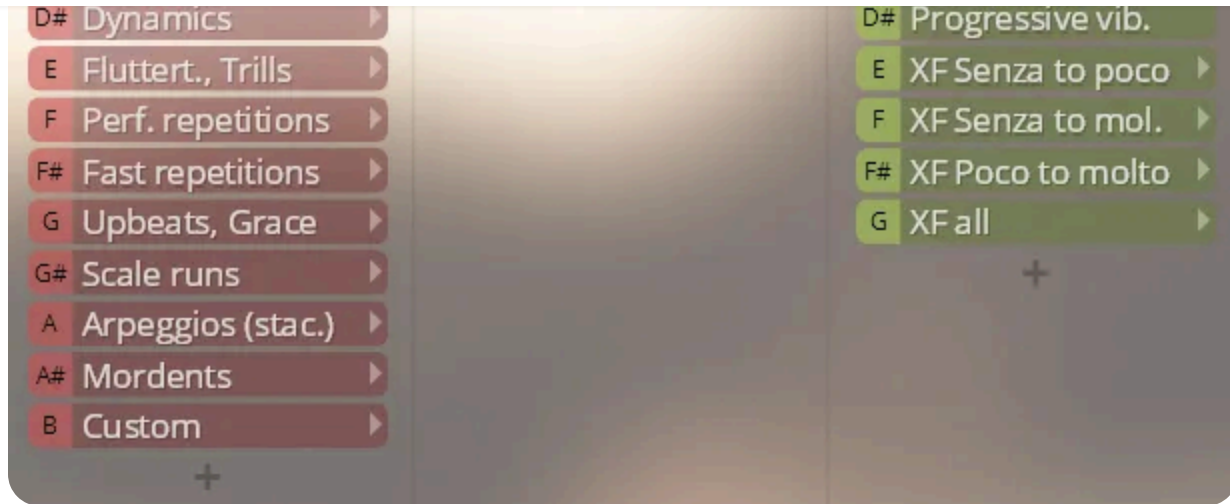 D# Dynamics
E Fluttert., Trills
F Perf. repetitions
F# Fast repetitions
G Upbeats, Grace
G# Scale runs
A Arpeggios (stac.)
A# Mordents
B Custom
+
D# Progressive vib.
E XF Senza to poco
F XF Senza to mol.
F# XF Poco to molto
G XF all
+